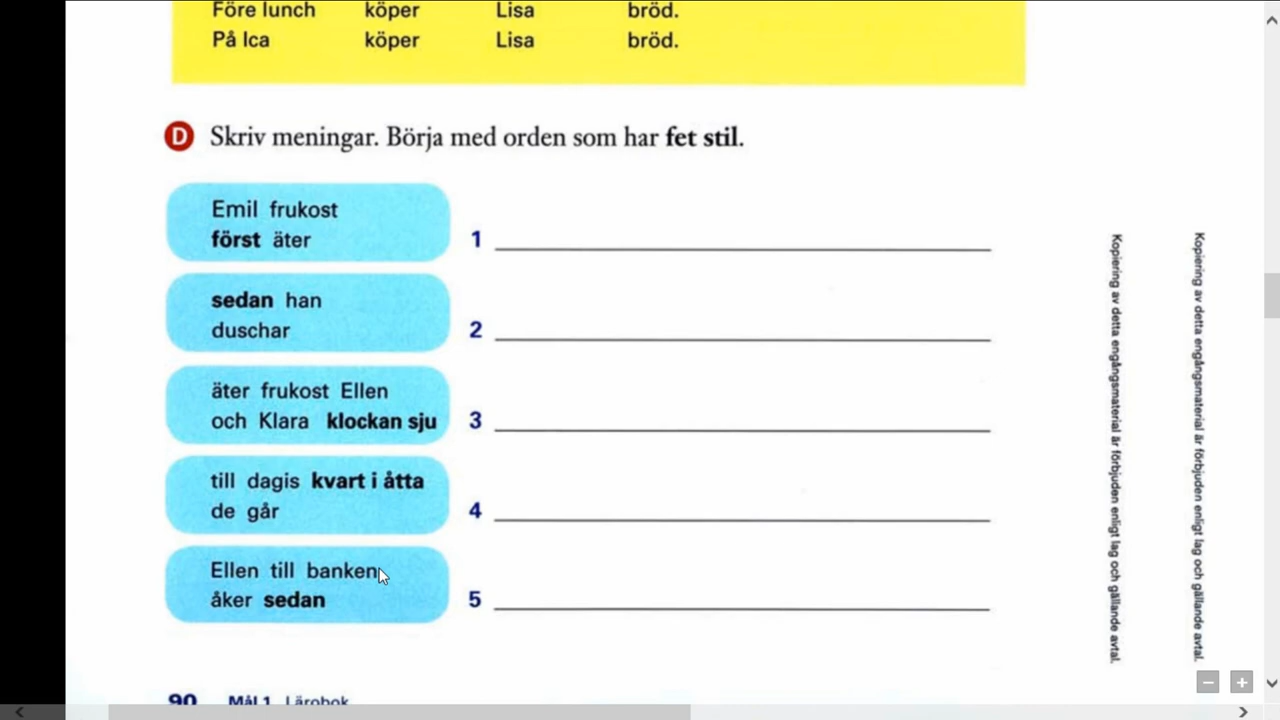 Före lunch köper Lisa bröd.
På Ica köper Lisa bröd.
D Skriv meningar. Börja med orden som har fet stil.
Emil frukost
först äter
1
sedan han
duschar
2
äter frukost Ellen
och Klara klockan sju
3
till dagis kvart i åtta
de går
4
Ellen till banken
åker sedan
5
Kopiering av detta engångsmaterial är förbjuden enligt lag och gällande avtal.
Kopiering av detta engångsmaterial är förbjuden enligt lag och gällande avtal.
90 Mål 1 Lärobok